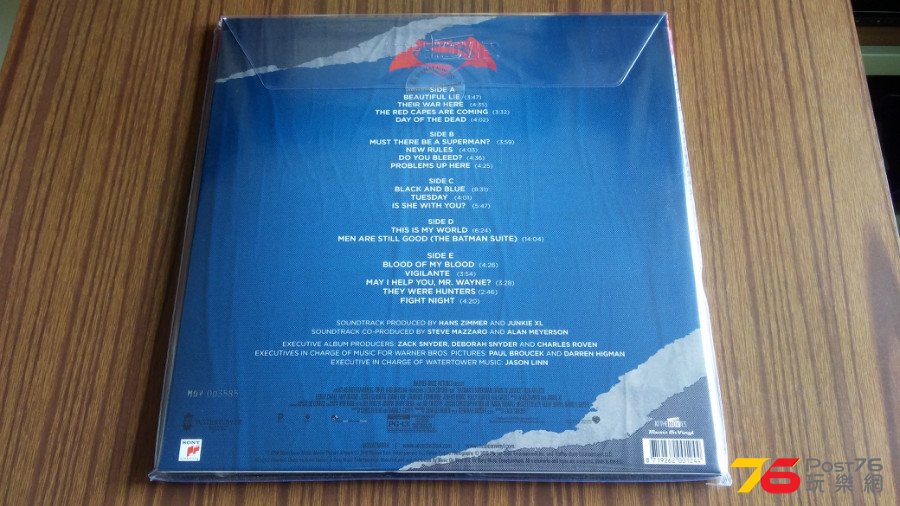 SIDE A
BEAUTIFUL LIE (3:47)
THEIR WAR HERE (4:35)
THE RED CAPES ARE COMING (3:32)
DAY OF THE DEAD (4:02)
SIDE B
MUST THERE BE A SUPERMAN? (3:59)
NEW RULES (4:03)
DO YOU BLEED? (4:36)
PROBLEMS UP HERE (4:25)
SIDE C
BLACK AND BLUE (8:31)
TUESDAY (4:01)
IS SHE WITH YOU? (5:47)
SIDE D
THIS IS MY WORLD (6:24)
MEN ARE STILL GOOD (THE BATMAN SUITE) (14:04)
SIDE E
BLOOD OF MY BLOOD (4:26)
VIGILANTE (3:54)
MAY I HELP YOU, MR. WAYNE? (3:28)
THEY WERE HUNTERS (2:46)
FIGHT NIGHT (4:20)
SOUNDTRACK PRODUCED BY HANS ZIMMER AND JUNKIE XL
SOUNDTRACK CO-PRODUCED BY STEVE MAZZARO AND ALAN MEYERSON
EXECUTIVE ALBUM PRODUCERS: ZACK SNYDER, DEBORAH SNYDER AND CHARLES ROVEN
EXECUTIVES IN CHARGE OF MUSIC FOR WARNER BROS. PICTURES: PAUL BROUCEK AND DARREN HIGMAN
EXECUTIVE IN CHARGE OF WATERTOWER MUSIC: JASON LINN
MOV 003585
SONY
PG-13
AT THE MOVIES
Music On Vinyl
76 Post76
玩樂網